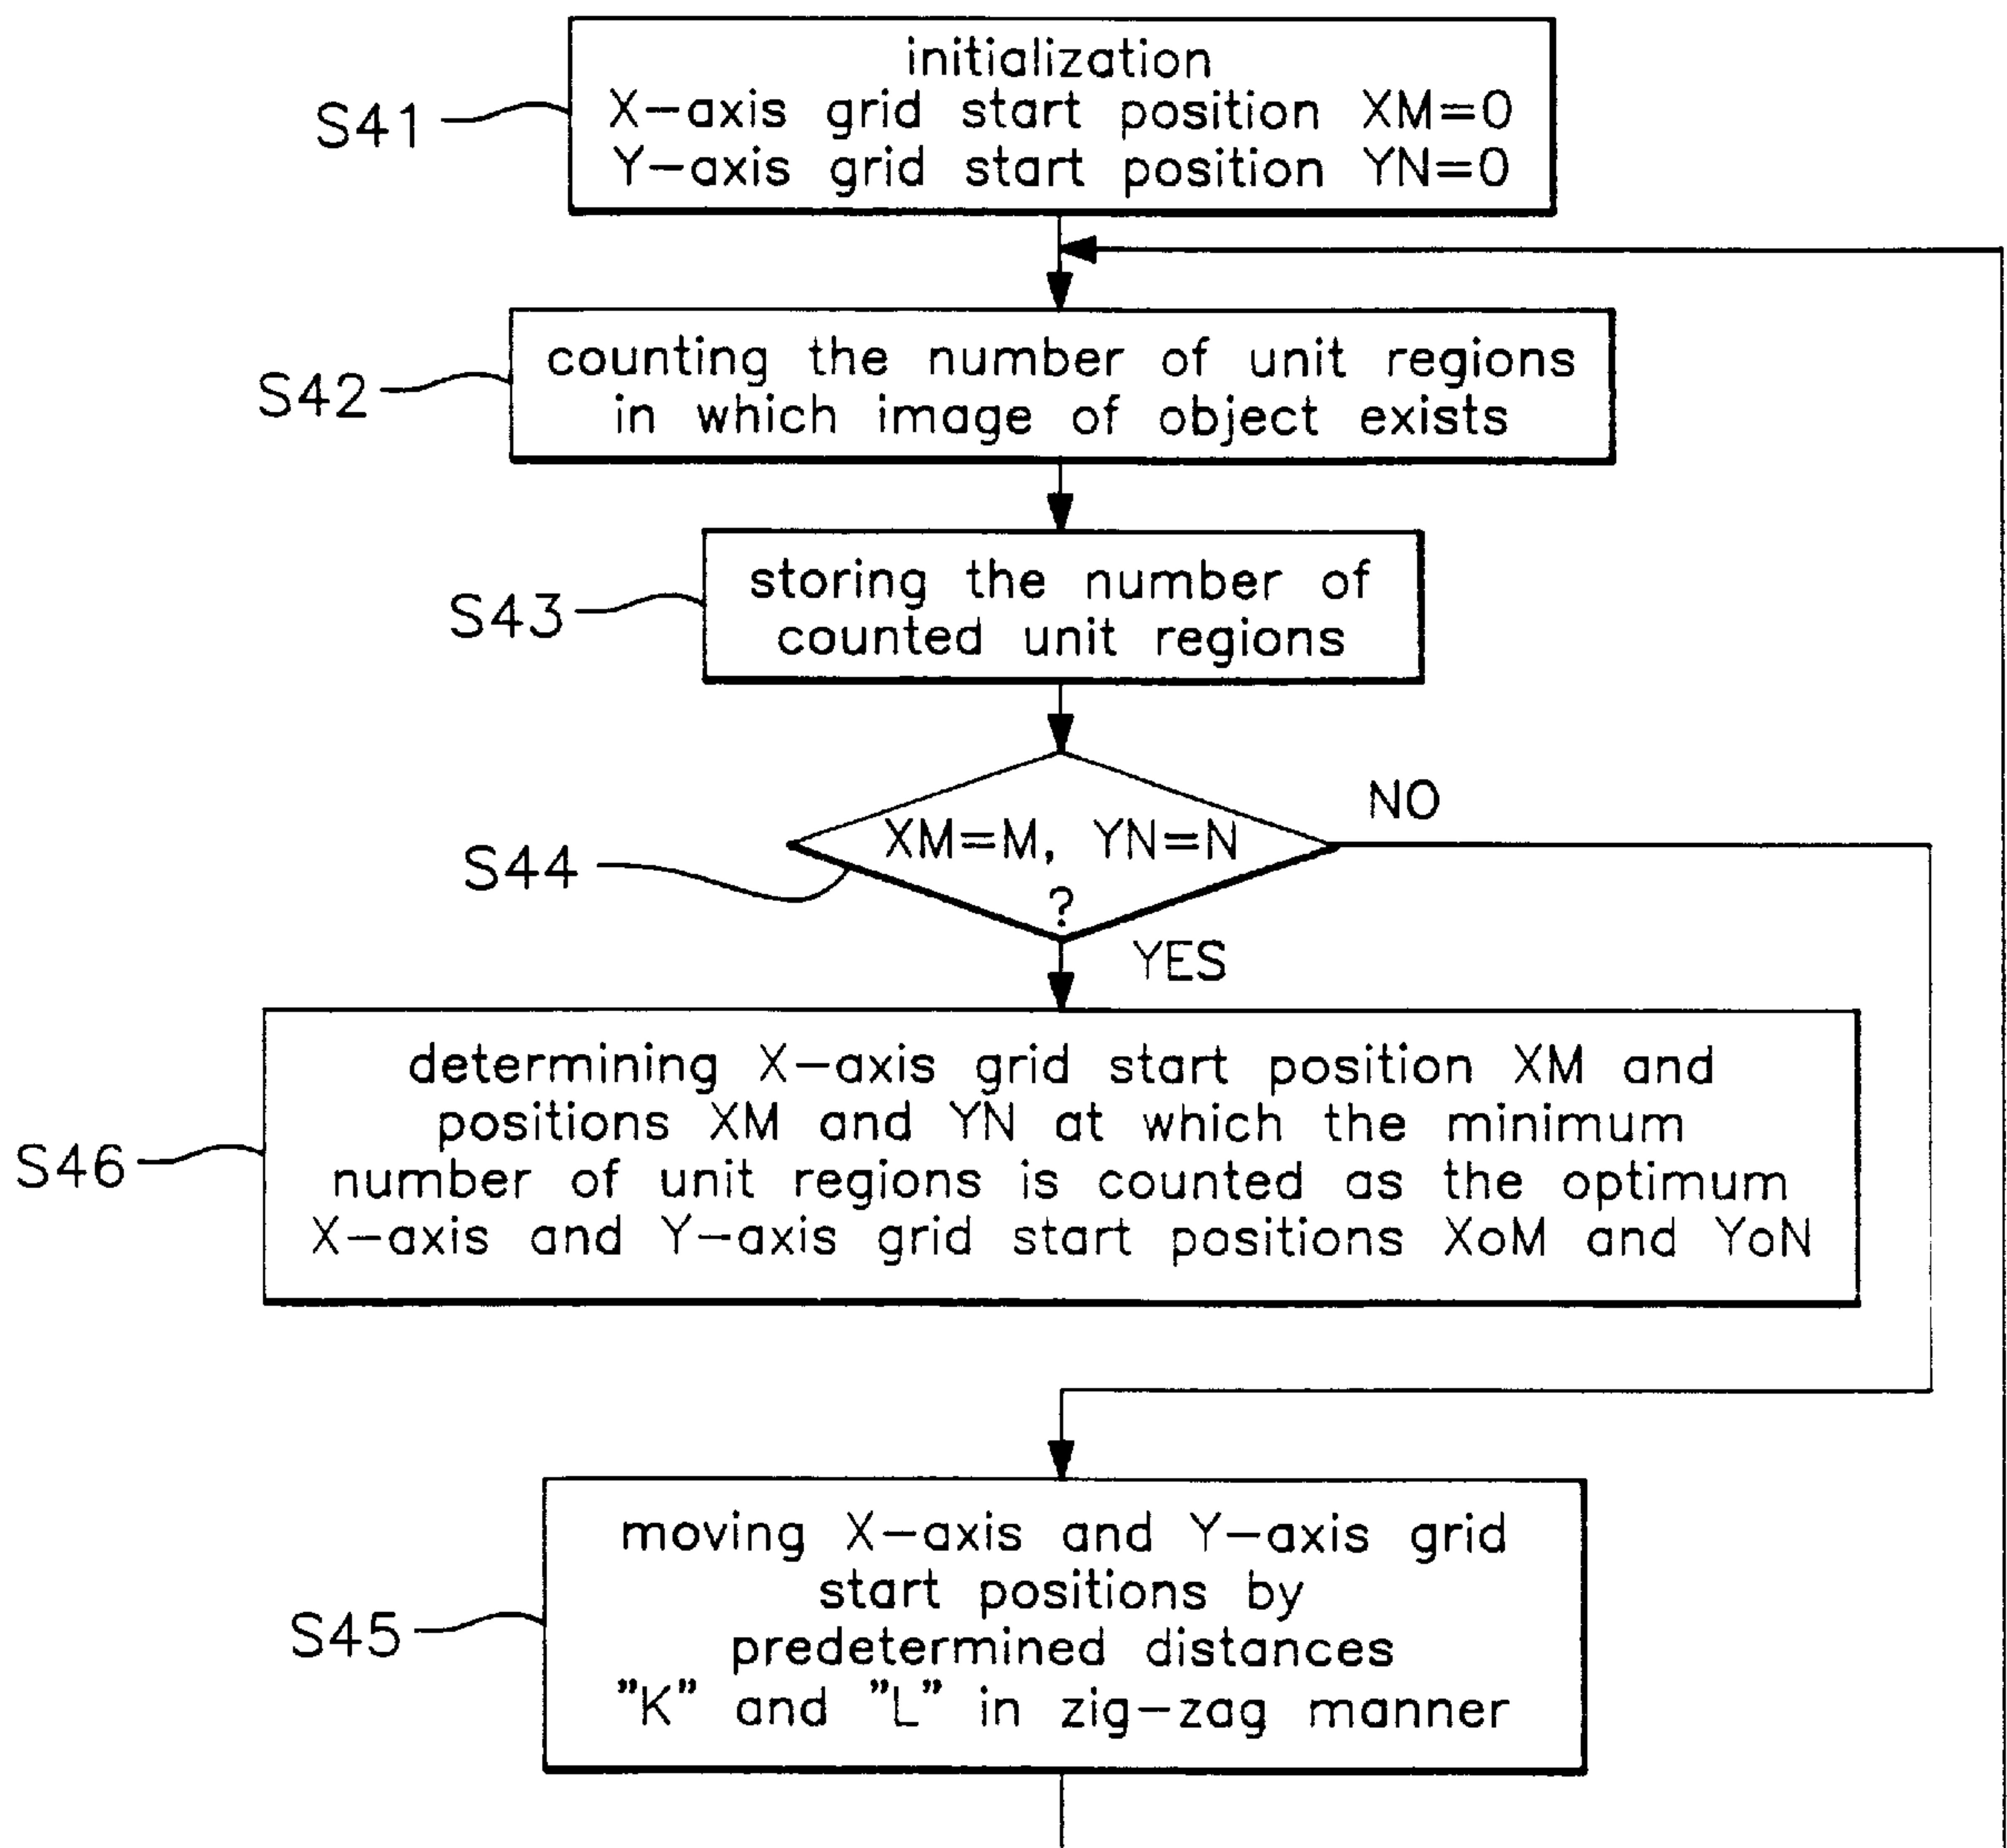 initialization
S41
X-axis grid start position XM=0
Y-axis grid start position YN=0
S42
counting the number of unit regions
in which image of object exists
S43
storing the number of
counted unit regions
S44
XM=M, YN=N
?
NO
YES
S46
determining X-axis grid start position XM and
positions XM and YN at which the minimum
number of unit regions is counted as the optimum
X-axis and Y-axis grid start positions XoM and YoN
S45
moving X-axis and Y-axis grid
start positions by
predetermined distances
"K" and "L" in zig-zag manner